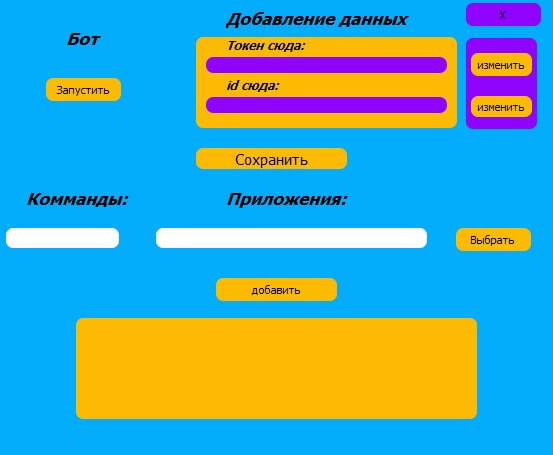 Добавление данных
x
Бот
Токен сюда:
изменить
Запустить
id сюда:
изменить
Сохранить
Комманды:
Приложения:
Выбрать
добавить